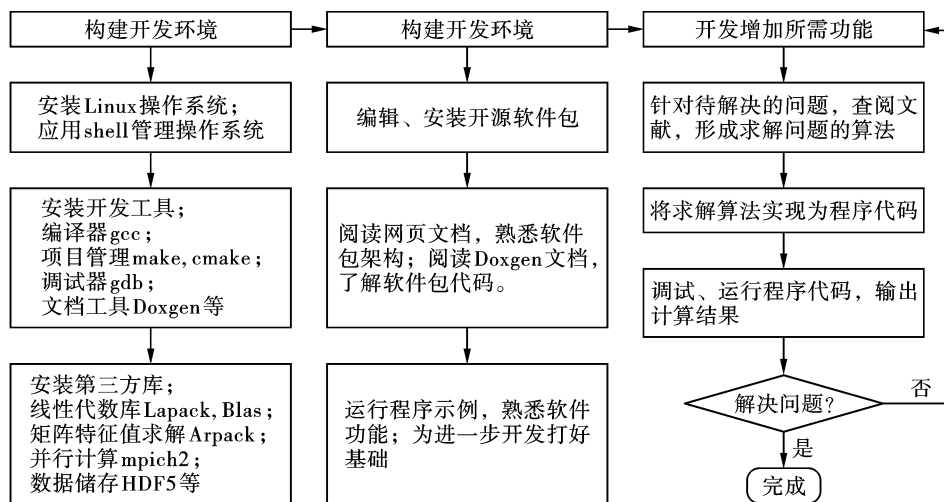 构建开发环境
安装Linux操作系统;
应用shell管理操作系统
安装开发工具;
编译器gcc;
项目管理make,cmake;
调试器gdb;
文档工具Doxgen等
安装第三方库;
线性代数库Lapack,Blas;
矩阵特征值求解Arpack;
并行计算mpich2;
数据储存HDF5等
构建开发环境
编辑、安装开源软件包
阅读网页文档，熟悉软件
包架构；阅读Doxgen文档，
了解软件包代码。
运行程序示例，熟悉软件
功能；为进一步开发打好
基础
开发增加所需功能
针对待解决的问题，查阅文
献，形成求解问题的算法
将求解算法实现为程序代码
调试、运行程序代码，输出
计算结果
解决问题?
否
是
完成